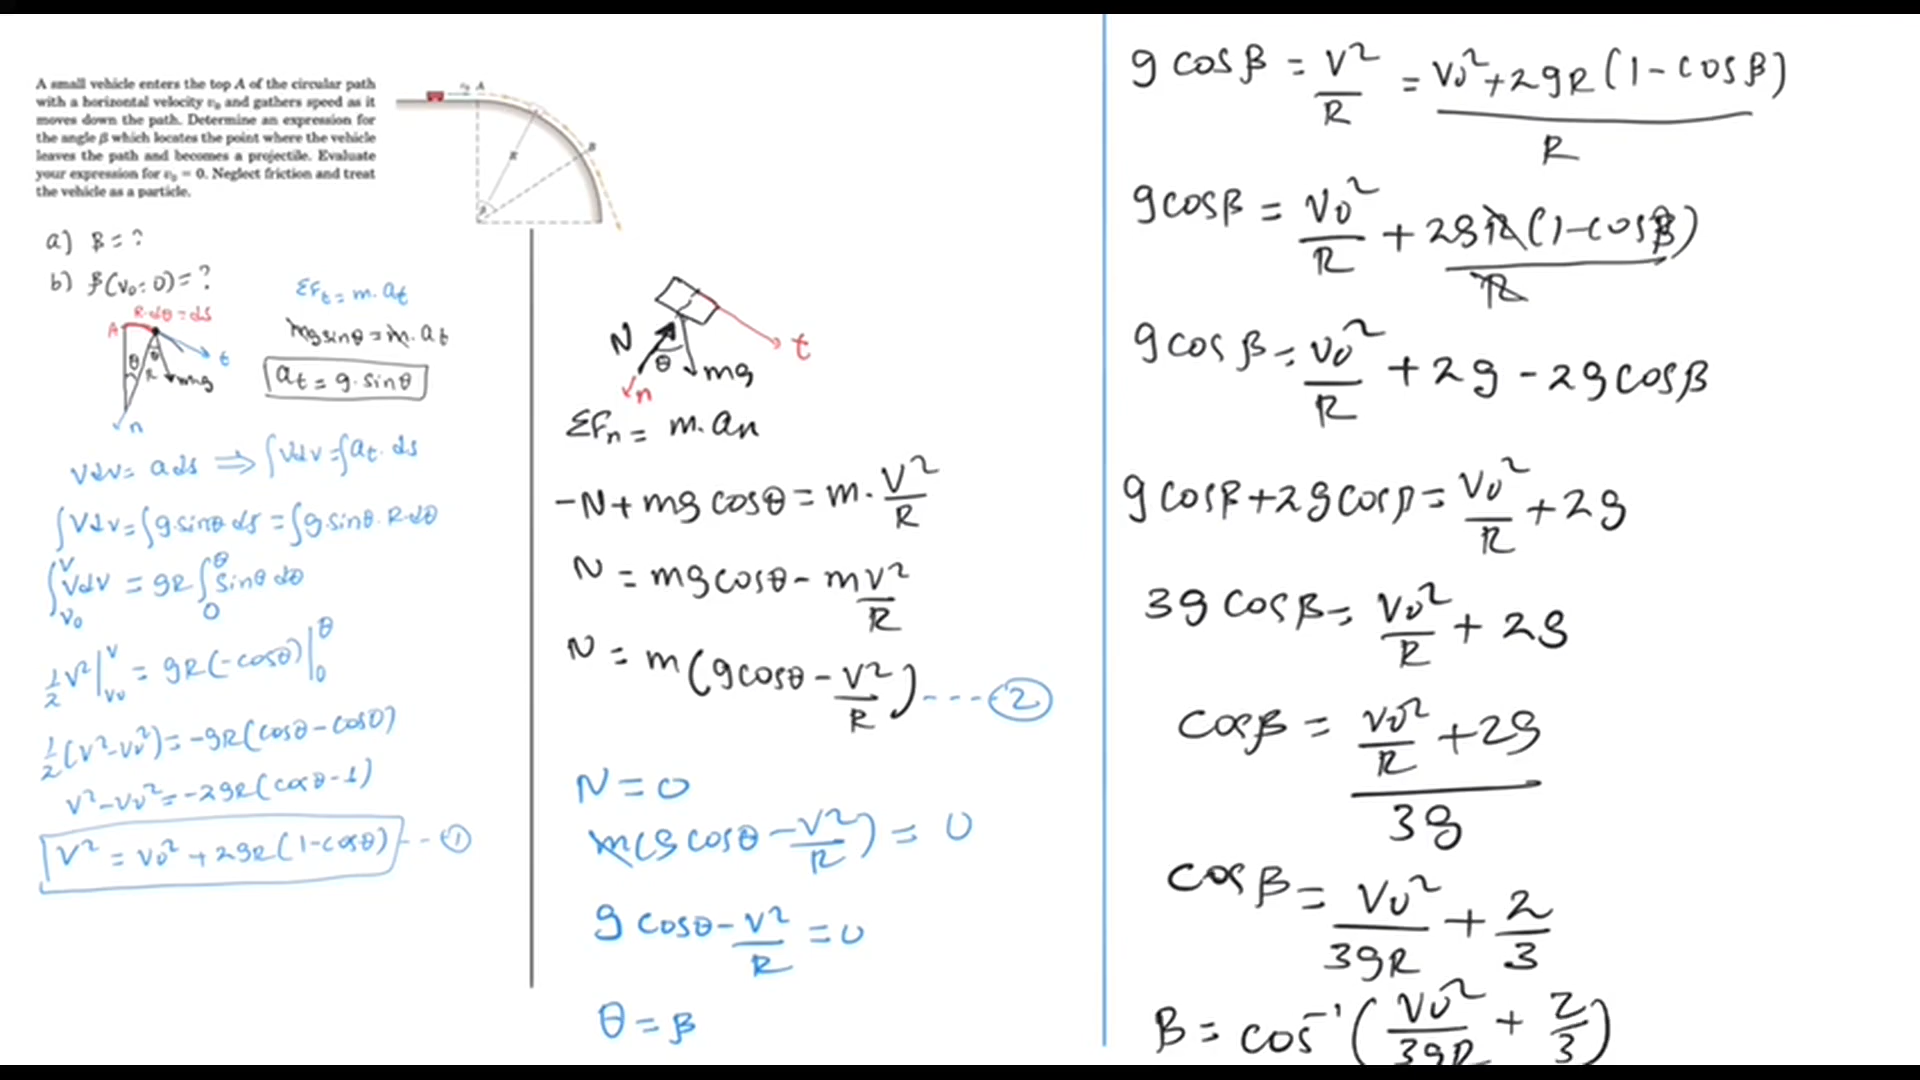 A small vehicle enters the top A of the circular path
with a horizontal velocity v₀ and gathers speed as it
moves down the path. Determine an expression for
the angle β which locates the point where the vehicle
leaves the path and becomes a projectile. Evaluate
your expression for v₀ = 0. Neglect friction and treat
the vehicle as a particle.
v₀ A
R
B
β
a) β = ?
b) β(v₀ = 0) = ?
R·dθ = ds
A
θ
θ
R
t
mg
n
ΣFt = m·at
mg sinθ = m·at
at = g·sinθ
Vdv = a ds ⟹ ∫Vdv = ∫at·ds
∫Vdv = ∫g·sinθ ds = ∫g·sinθ·R·dθ
∫_{V₀}^{V} Vdv = gR ∫_{0}^{θ} sinθ dθ
½V²|_{V₀}^{V} = gR(-cosθ)|_{0}^{θ}
½(V²-V₀²) = -gR(cosθ - cos0)
V² - V₀² = -2gR(cosθ - 1)
V² = V₀² + 2gR(1 - cosθ) -- ①
N
θ
mg
t
n
ΣFn = m·an
-N + mg cosθ = m·V²/R
N = mg cosθ - mV²/R
N = m(g cosθ - V²/R) ---- ②
N = 0
m(g cosθ - V²/R) = 0
g cosθ - V²/R = 0
θ = β
g cosβ = V²/R = V₀² + 2gR(1 - cosβ)/R
g cosβ = V₀²/R + 2gR(1 - cosβ)/R
g cosβ = V₀²/R + 2g - 2g cosβ
g cosβ + 2g cosβ = V₀²/R + 2g
3g cosβ = V₀²/R + 2g
cosβ = V₀²/R + 2g / 3g
cosβ = V₀²/3gR + 2/3
β = cos⁻¹(V₀²/3gR + 2/3)